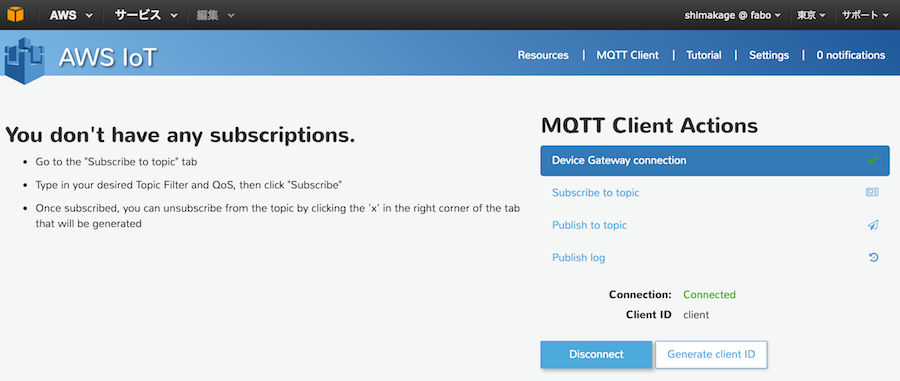 AWS サービス 編集 shimakage @ fabo 東京 サポート
AWS IoT Resources | MQTT Client | Tutorial | Settings | 0 notifications
You don't have any subscriptions.
Go to the "Subscribe to topic" tab
Type in your desired Topic Filter and QoS, then click "Subscribe"
Once subscribed, you can unsubscribe from the topic by clicking the 'x' in the right corner of the tab
that will be generated
MQTT Client Actions
Device Gateway connection
Subscribe to topic
Publish to topic
Publish log
Connection: Connected
Client ID client
Disconnect Generate client ID